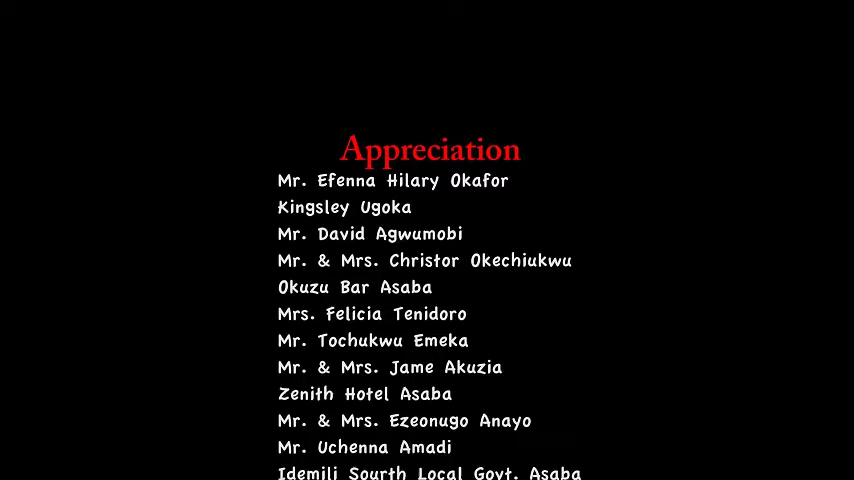 Appreciation
Mr. Efenna Hilary Okafor
Kingsley Ugoka
Mr. David Agwumobi
Mr. & Mrs. Christor Okechiukwu
Okuzu Bar Asaba
Mrs. Felicia Tenidoro
Mr. Tochukwu Emeka
Mr. & Mrs. Jame Akuzia
Zenith Hotel Asaba
Mr. & Mrs. Ezeonugo Anayo
Mr. Uchenna Amadi
Idemili Sourth Local Govt. Asaba